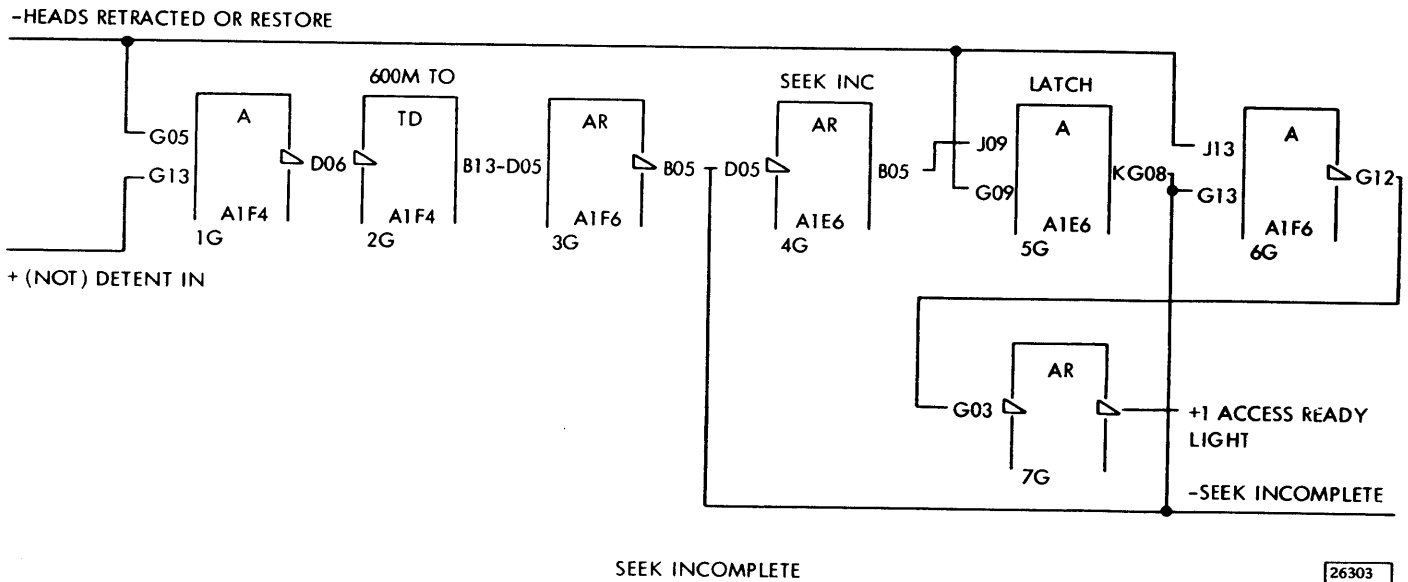 -HEADS RETRACTED OR RESTORE
600M TO
SEEK INC
LATCH
A
TD
AR
AR
A
A
G05
G13
D06
B13-D05
B05
D05
B05
J09
G09
KG08
J13
G13
G12
A1F4
A1F4
A1F6
A1E6
A1E6
A1F6
1G
2G
3G
4G
5G
6G
+ (NOT) DETENT IN
AR
G03
+1 ACCESS READY
LIGHT
7G
-SEEK INCOMPLETE
SEEK INCOMPLETE
26303